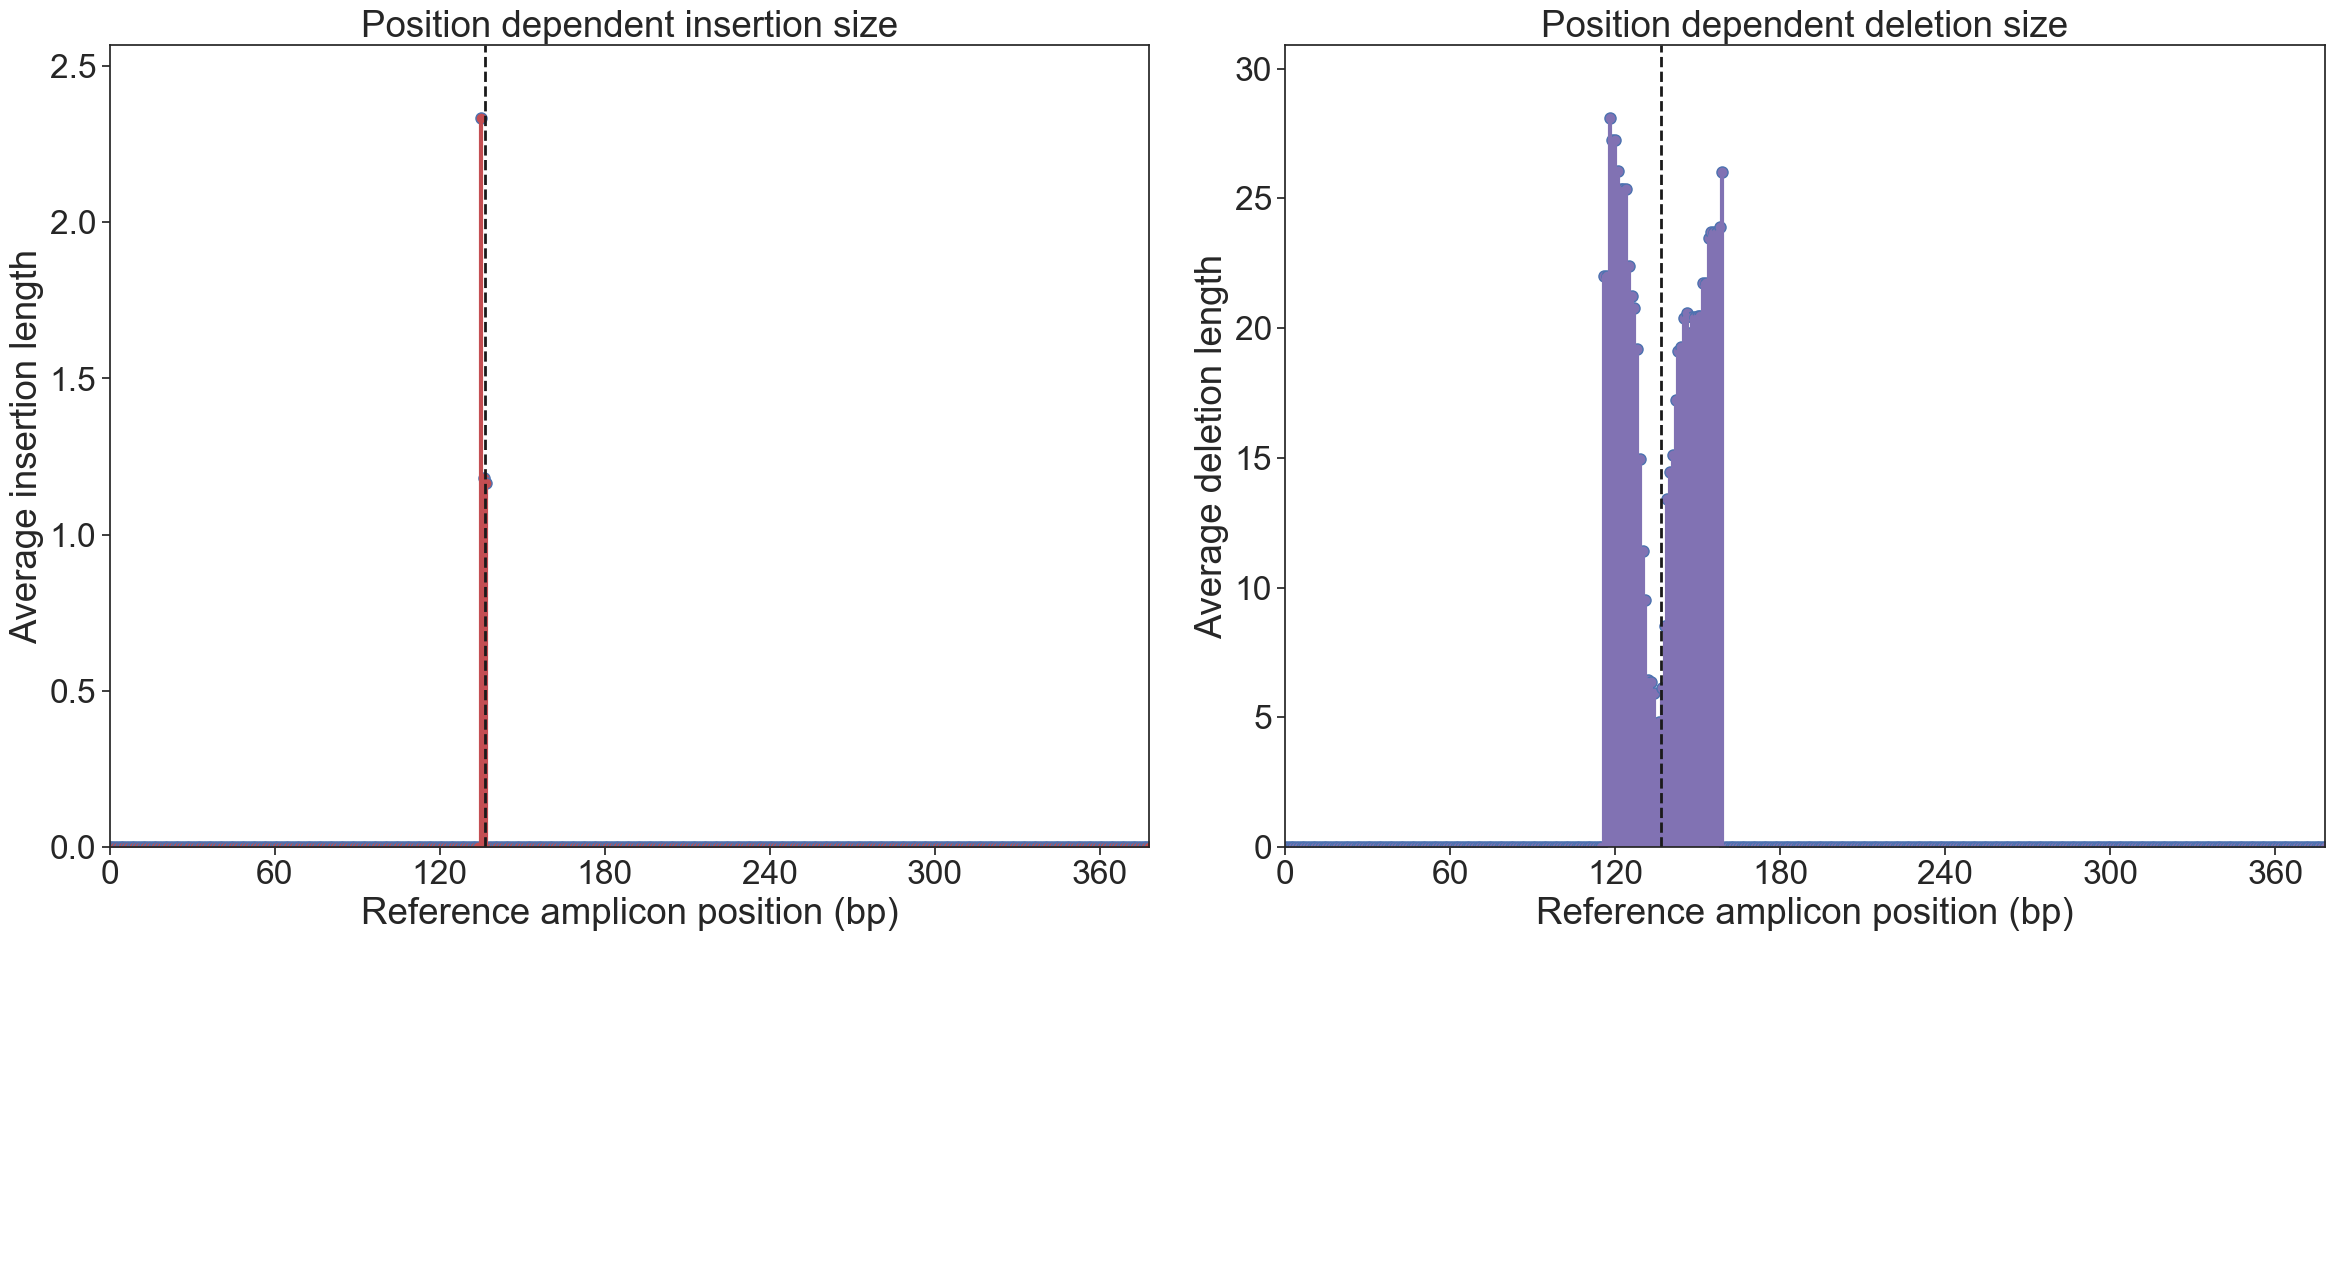 Position dependent insertion size
Average insertion length
2.5
2.0
1.5
1.0
0.5
0.0
0 60 120 180 240 300 360
Reference amplicon position (bp)
Position dependent deletion size
Average deletion length
30
25
20
15
10
5
0
0 60 120 180 240 300 360
Reference amplicon position (bp)